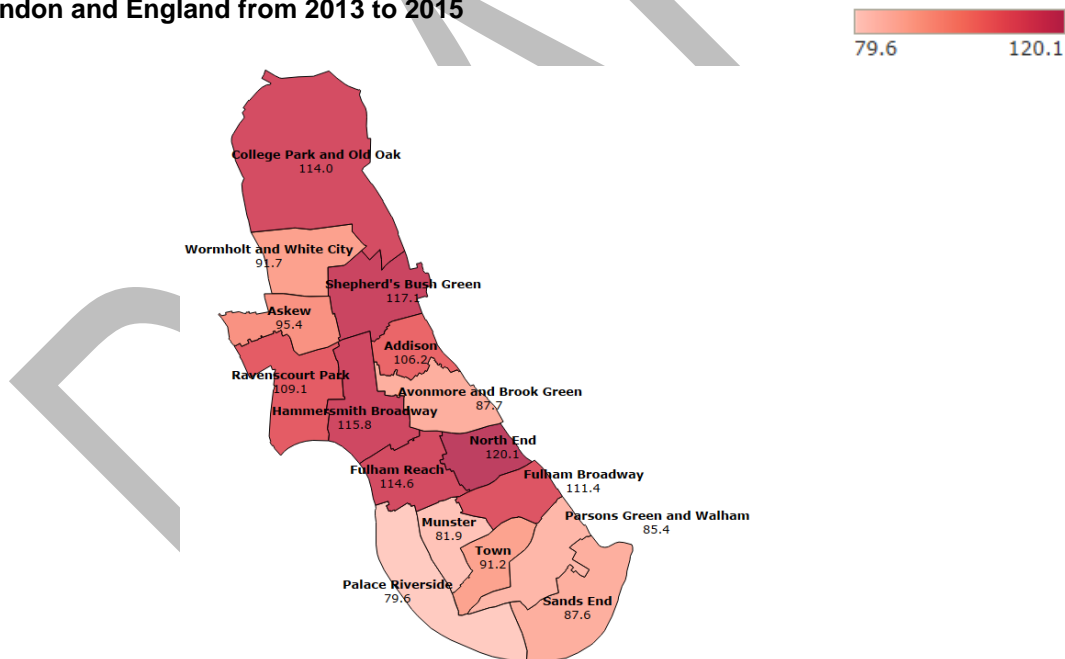 ndon and England from 2013 to 2015
79.6 120.1
College Park and Old Oak
114.0
Wormholt and White City
91.7
Shepherd's Bush Green
117.1
Askew
95.4
Addison
106.2
Ravenscourt Park
109.1
Avonmore and Brook Green
87.7
Hammersmith Broadway
115.8
North End
120.1
Fulham Reach
114.6
Fulham Broadway
111.4
Parsons Green and Walham
85.4
Munster
81.9
Town
91.2
Palace Riverside
79.6
Sands End
87.6